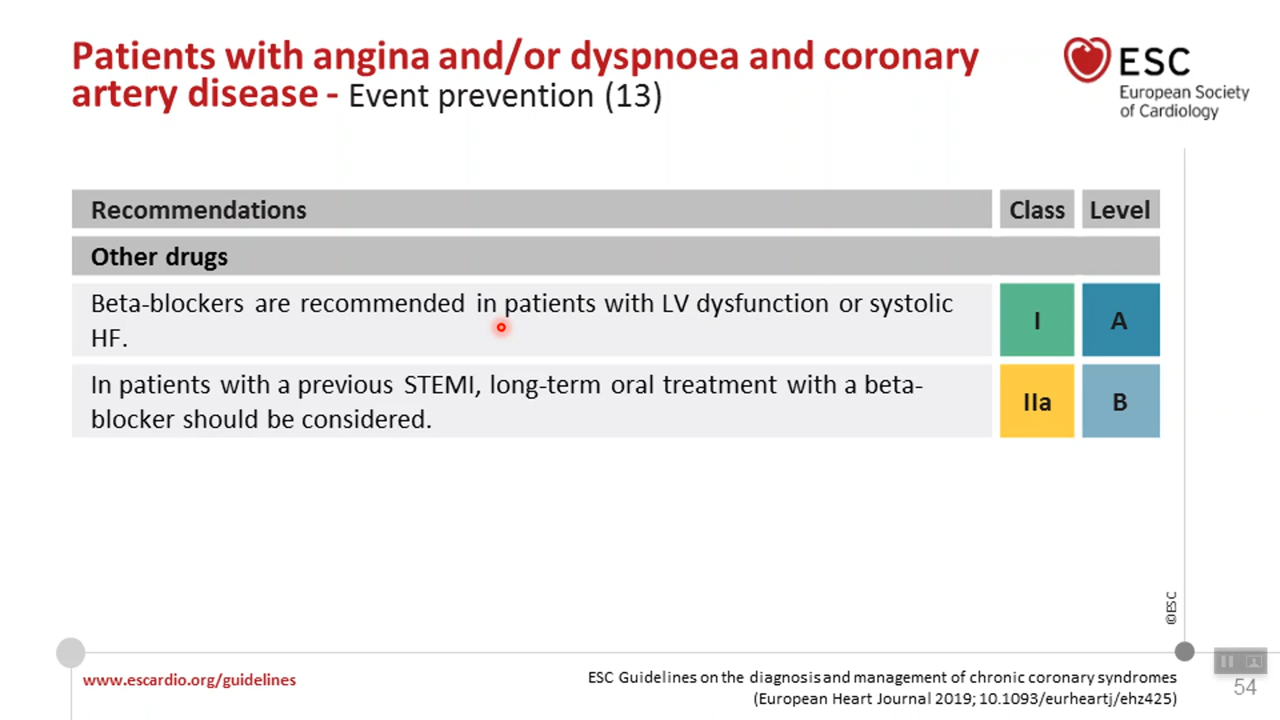 Patients with angina and/or dyspnoea and coronary
artery disease - Event prevention (13)
ESC
European Society
of Cardiology
Recommendations Class Level
Other drugs
Beta-blockers are recommended in patients with LV dysfunction or systolic
HF.
I A
In patients with a previous STEMI, long-term oral treatment with a beta-
blocker should be considered.
IIa B
©ESC
www.escardio.org/guidelines
ESC Guidelines on the diagnosis and management of chronic coronary syndromes
(European Heart Journal 2019; 10.1093/eurheartj/ehz425)
54